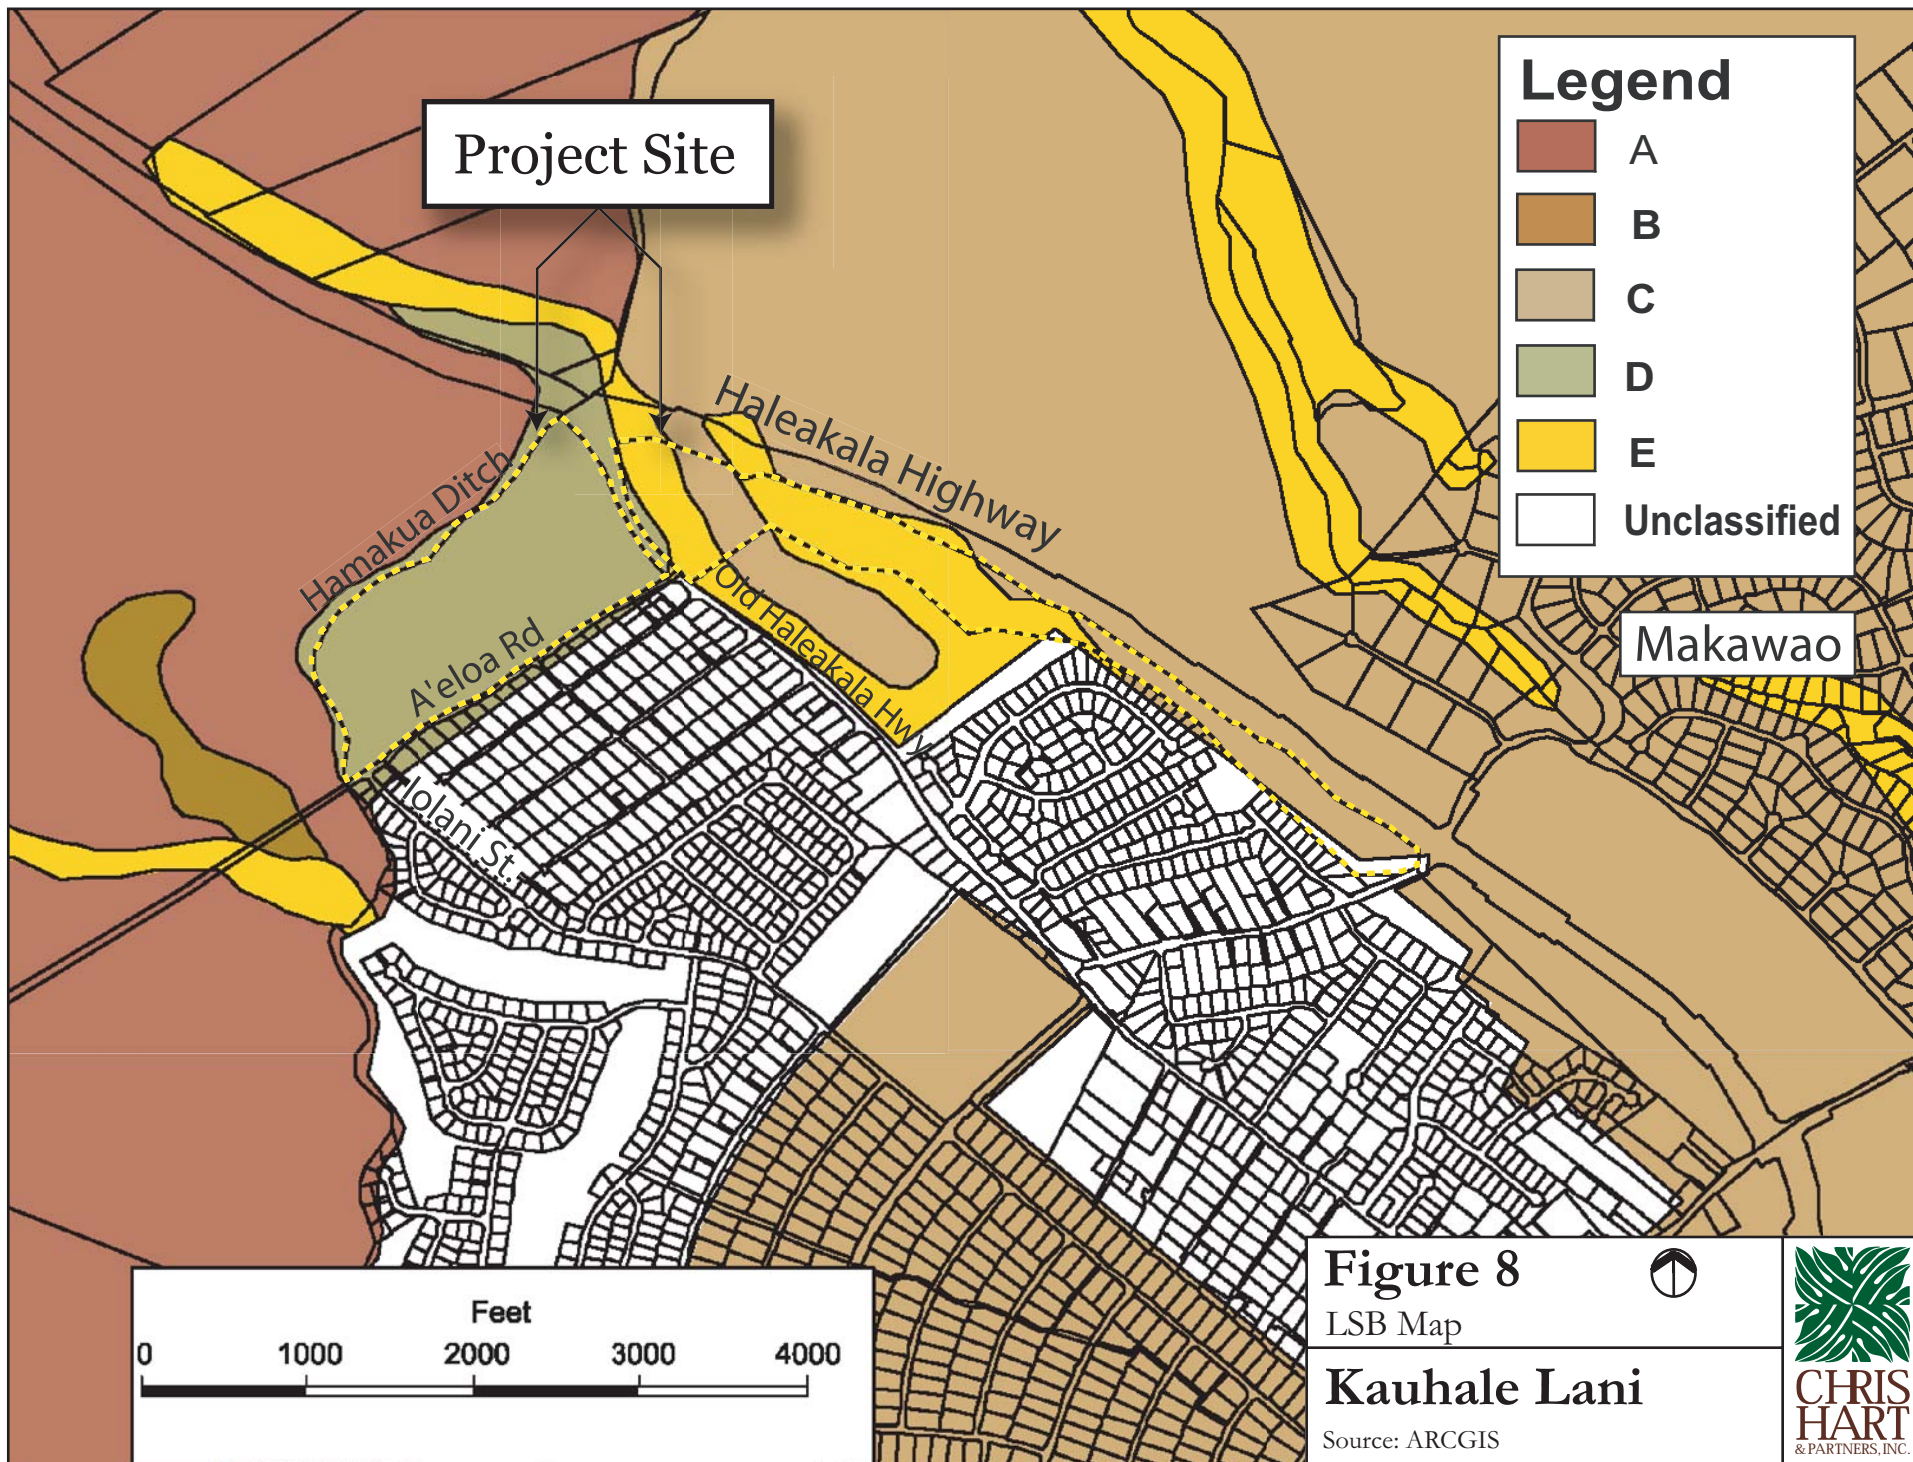 Project Site
Legend
A
B
C
D
E
Unclassified
Haleakala Highway
Hamakua Ditch
Old Haleakala Hwy
A'eloa Rd
Iolani St.
Makawao
Feet
0 1000 2000 3000 4000
Figure 8
LSB Map
Kauhale Lani
Source: ARCGIS
CHRIS
HART
& PARTNERS, INC.